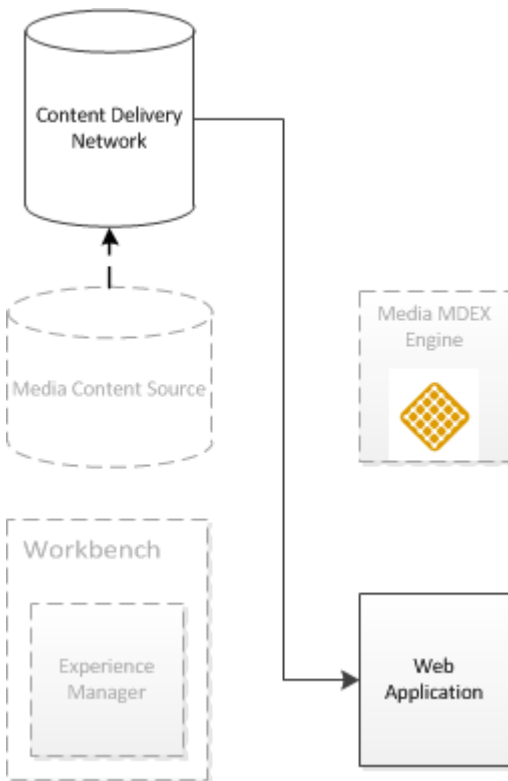 Content Delivery
Network
Media Content Source
Media MDEX
Engine
Workbench
Experience
Manager
Web
Application